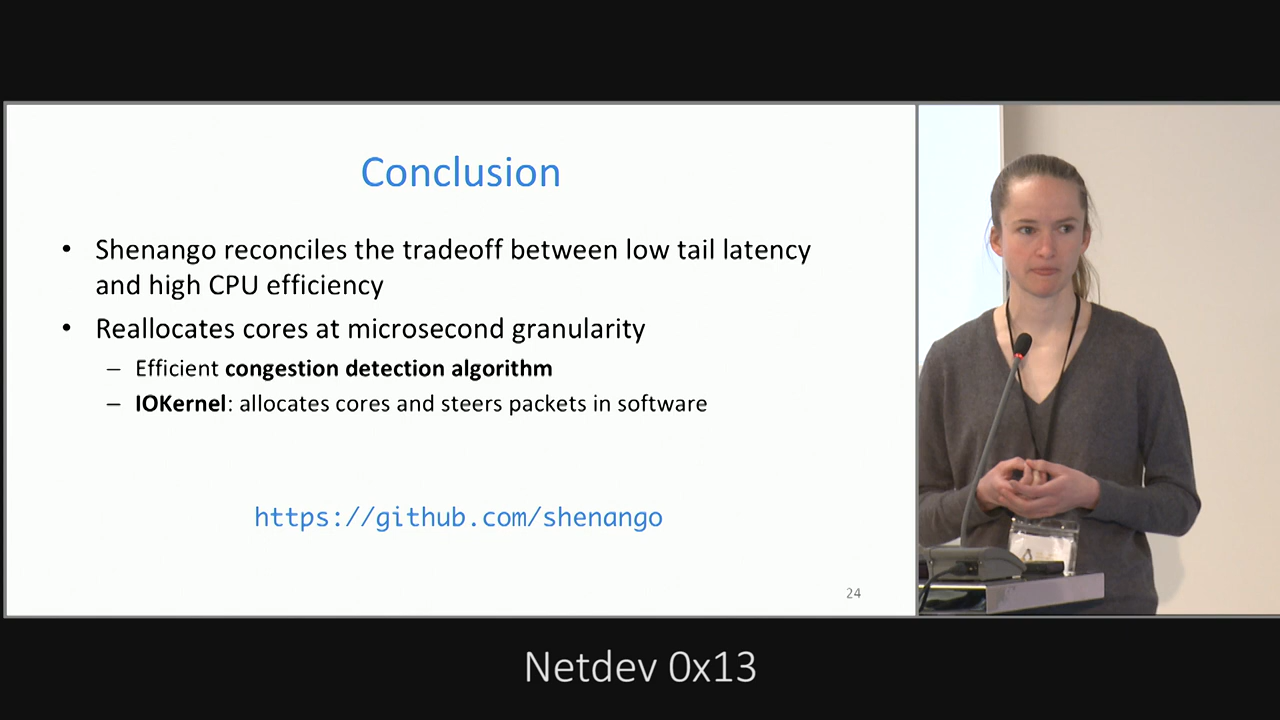 Conclusion
• Shenango reconciles the tradeoff between low tail latency
and high CPU efficiency
• Reallocates cores at microsecond granularity
– Efficient congestion detection algorithm
– IOKernel: allocates cores and steers packets in software
https://github.com/shenango
24
Netdev 0x13